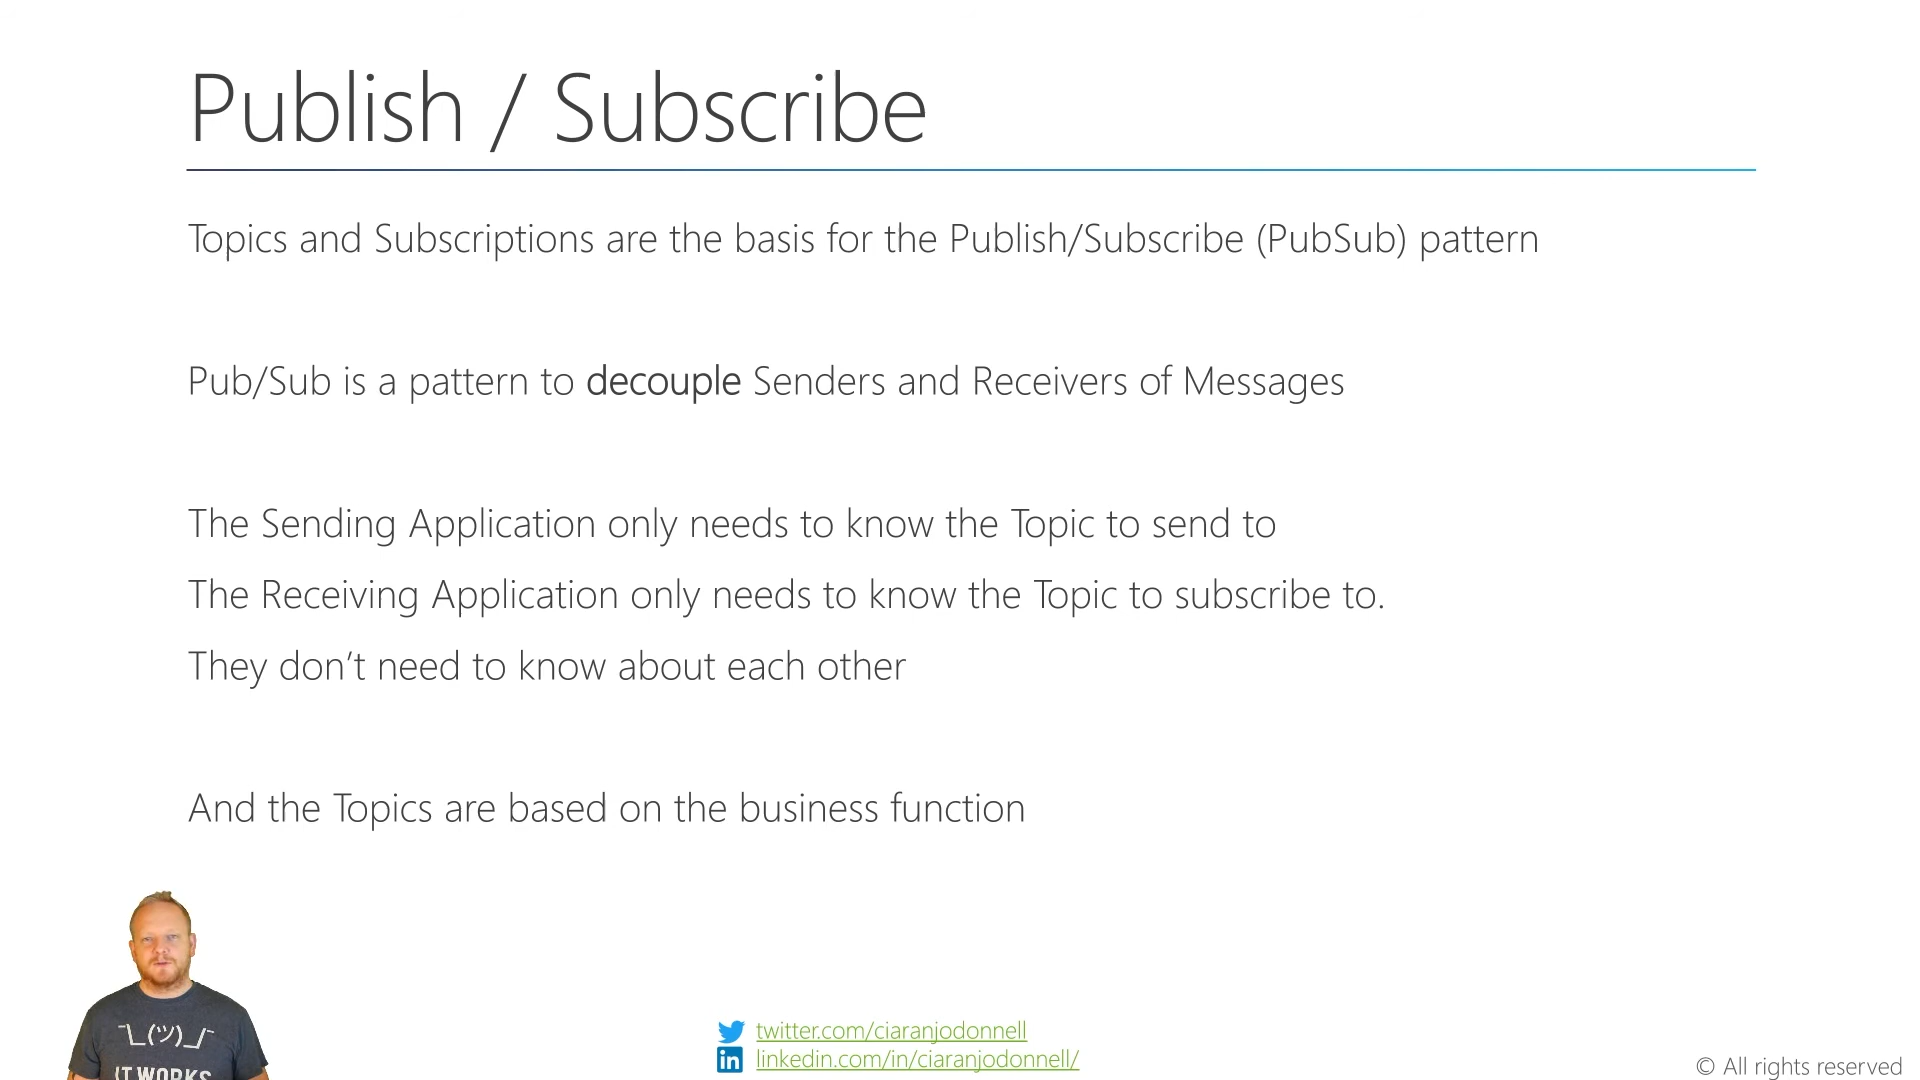 Publish / Subscribe
Topics and Subscriptions are the basis for the Publish/Subscribe (PubSub) pattern
Pub/Sub is a pattern to decouple Senders and Receivers of Messages
The Sending Application only needs to know the Topic to send to
The Receiving Application only needs to know the Topic to subscribe to.
They don’t need to know about each other
And the Topics are based on the business function
¯\_(ツ)_/¯
IT WORKS
twitter.com/ciaranjodonnell
linkedin.com/in/ciaranjodonnell/
© All rights reserved